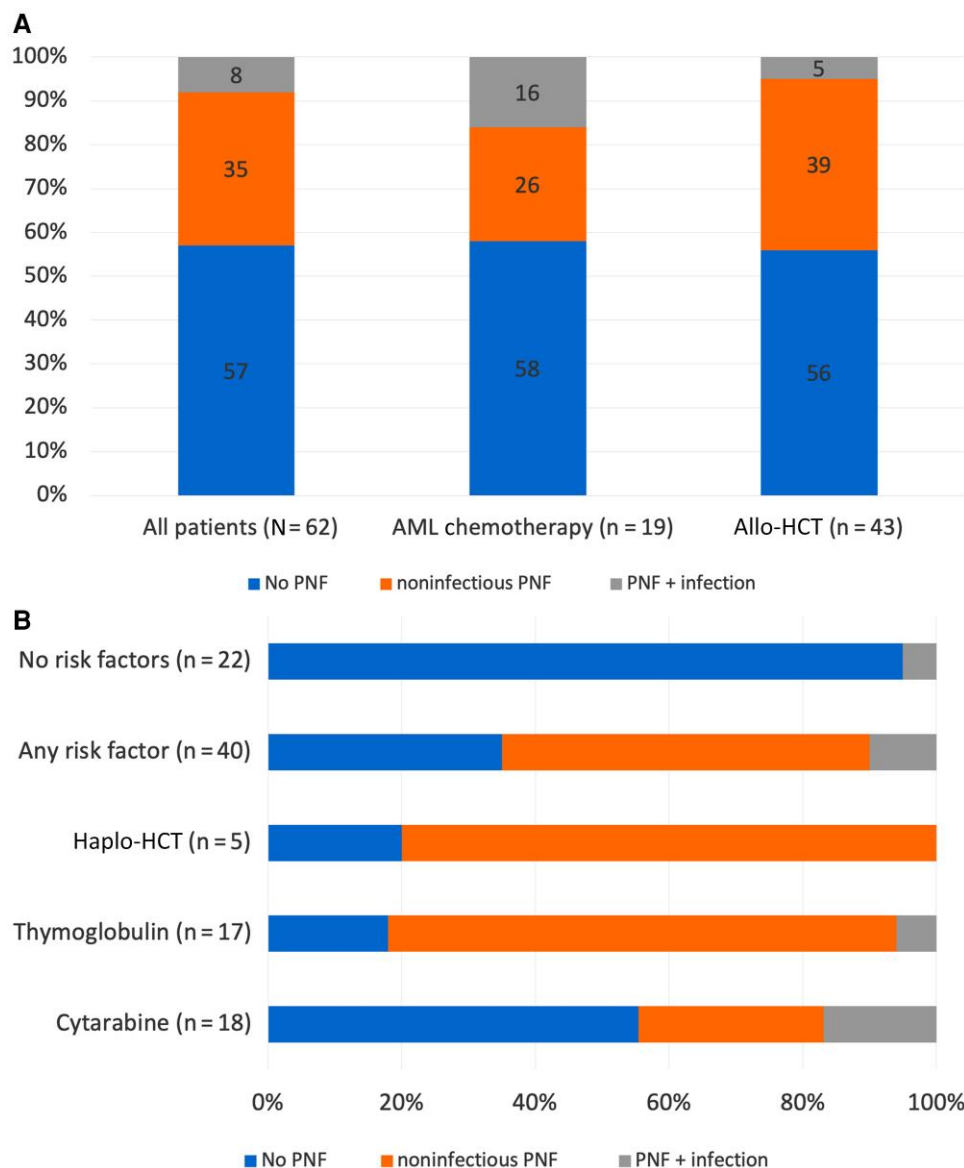 A
100%
90%
80%
70%
60%
50%
40%
30%
20%
10%
0%
8 16 5
35 26 39
57 58 56
All patients (N = 62) AML chemotherapy (n = 19) Allo-HCT (n = 43)
No PNF noninfectious PNF PNF + infection
B
No risk factors (n = 22)
Any risk factor (n = 40)
Haplo-HCT (n = 5)
Thymoglobulin (n = 17)
Cytarabine (n = 18)
0% 20% 40% 60% 80% 100%
No PNF noninfectious PNF PNF + infection